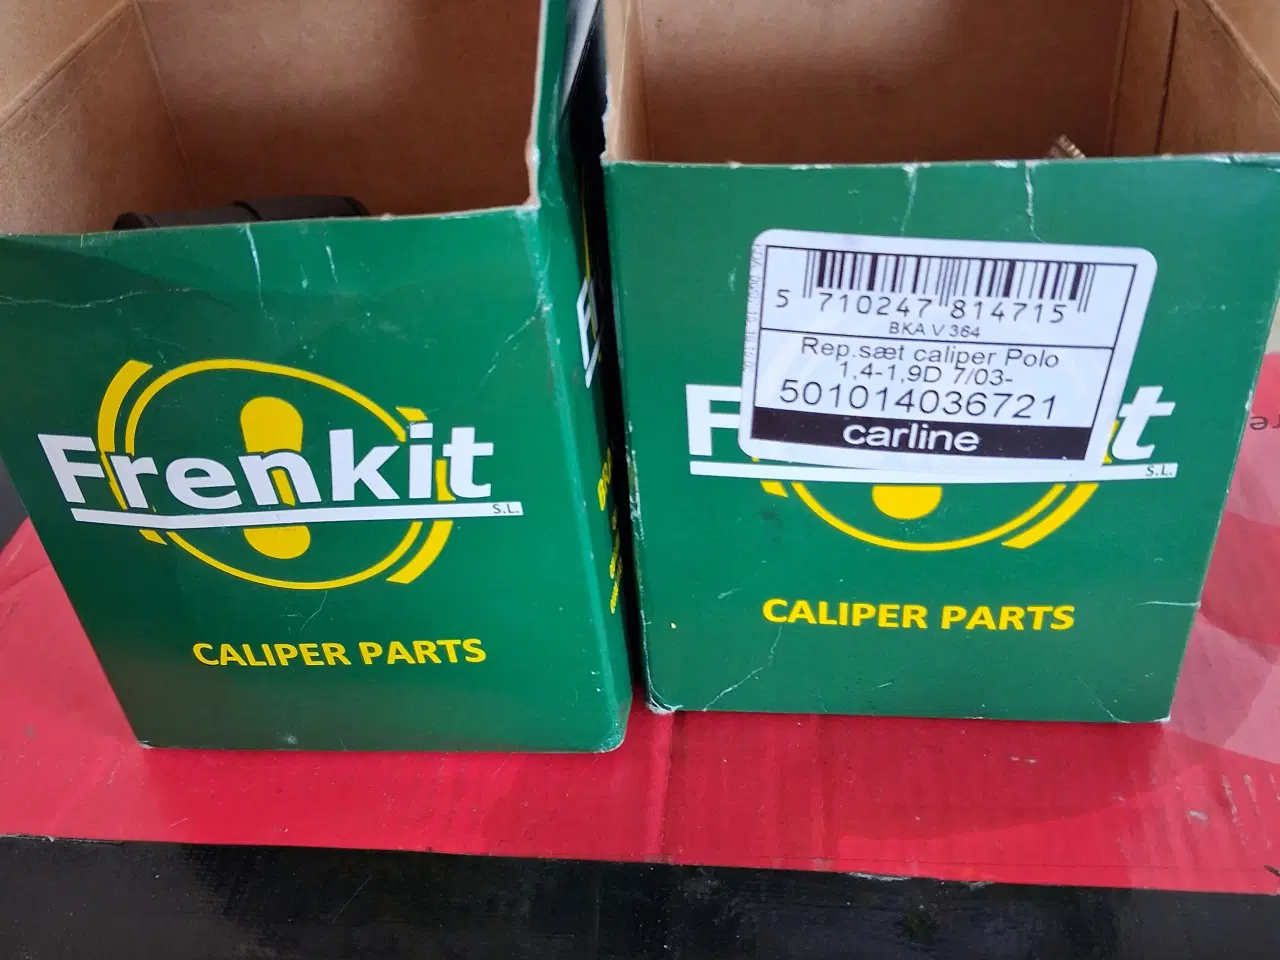 Frenkit
S.L.
CALIPER PARTS
5 710247 814715
BKA V 364
Rep.sæt caliper Polo
1,4-1,9D 7/03-
501014036721
carline
S.L.
CALIPER PARTS